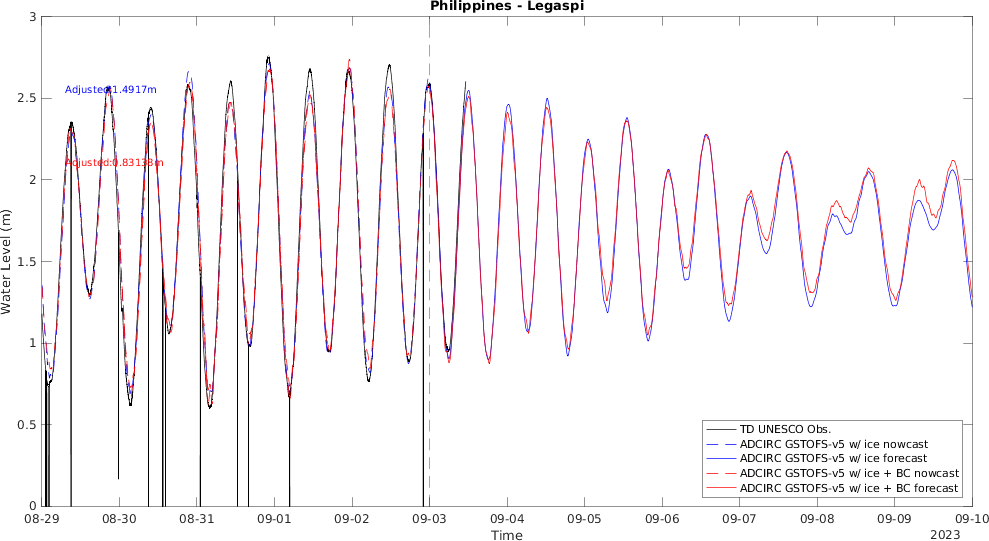 Philippines - Legaspi
3
2.5
2
1.5
1
0.5
0
Water Level (m)
Adjusted:1.4917m
Adjusted:0.83138m
TD UNESCO Obs.
ADCIRC GSTOFS-v5 w/ ice nowcast
ADCIRC GSTOFS-v5 w/ ice forecast
ADCIRC GSTOFS-v5 w/ ice + BC nowcast
ADCIRC GSTOFS-v5 w/ ice + BC forecast
08-29 08-30 08-31 09-01 09-02 09-03 09-04 09-05 09-06 09-07 09-08 09-09 09-10
Time
2023